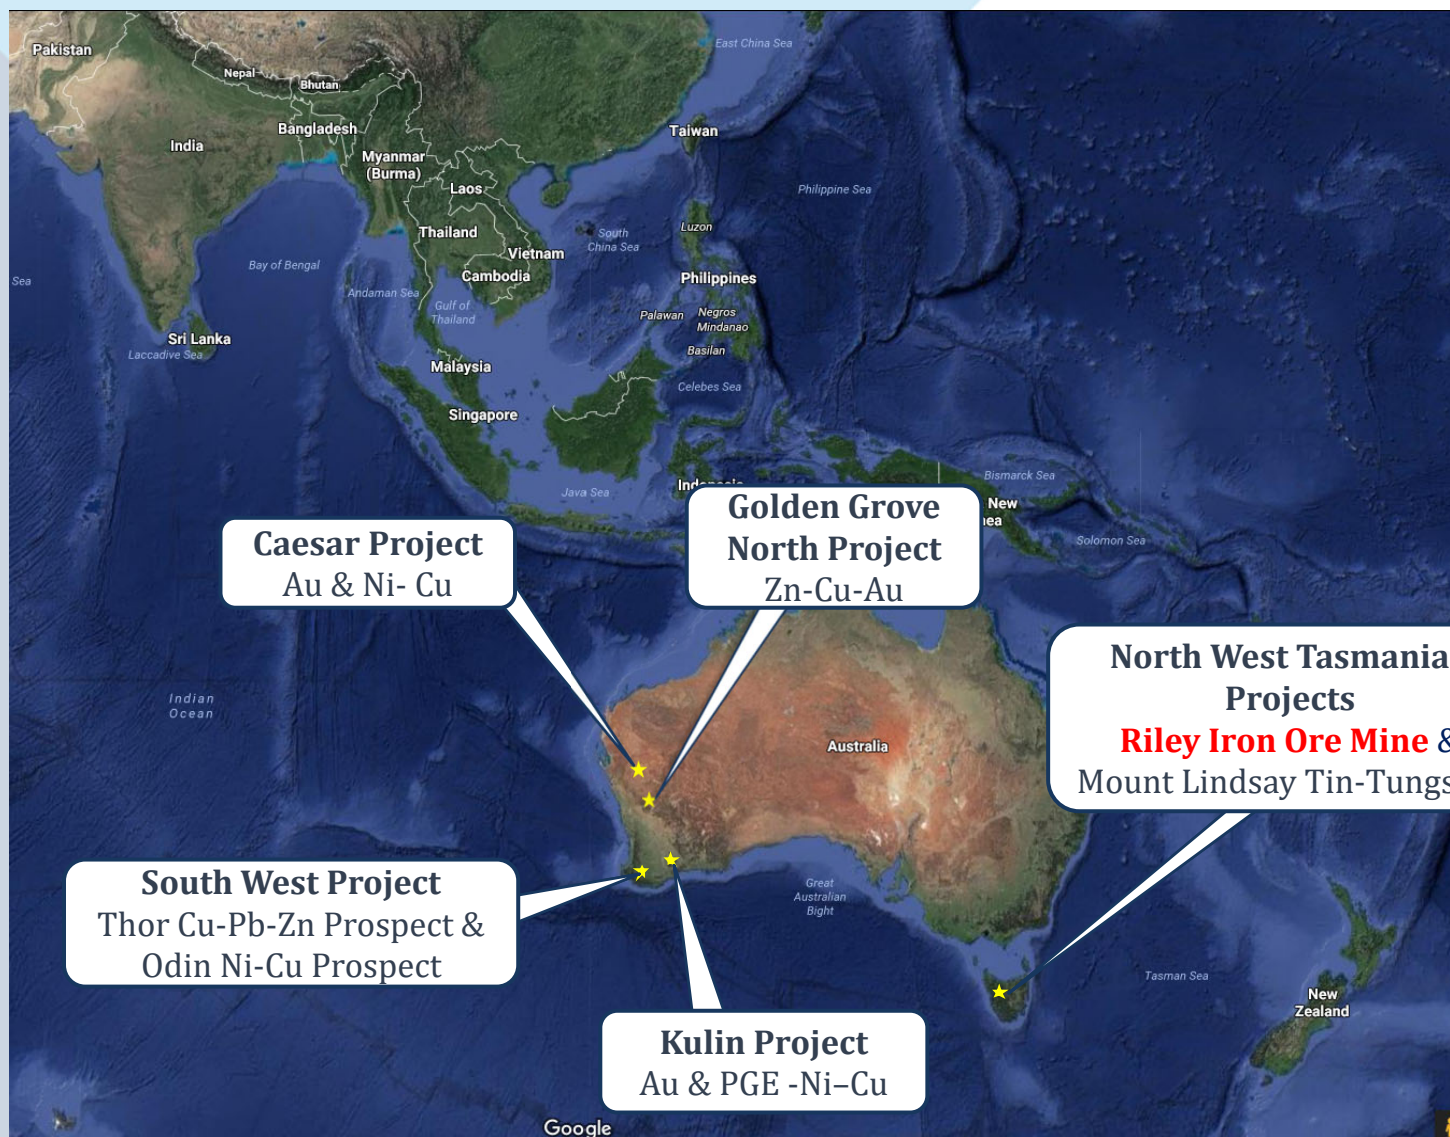 Pakistan
Nepal
Bhutan
East China Sea
Bangladesh
India
Taiwan
Myanmar
(Burma)
Laos
Philippine Sea
Thailand
Luzon
South
China Sea
Vietnam
Bay of Bengal
Cambodia
Philippines
Sea
Andaman Sea
Gulf of
Thailand
Palawan
Negros
Mindanao
Sri Lanka
Laccadive Sea
Basilan
Malaysia
Celebes Sea
Singapore
Bismarck Sea
Java Sea
New
Solomon Sea
Caesar Project
Au & Ni- Cu
Golden Grove
North Project
Zn-Cu-Au
North West Tasmania
Projects
Riley Iron Ore Mine &
Mount Lindsay Tin-Tungs
Indian
Ocean
Australia
South West Project
Thor Cu-Pb-Zn Prospect &
Odin Ni-Cu Prospect
Great
Australian
Bight
Tasman Sea
New
Zealand
Kulin Project
Au & PGE -Ni–Cu
Google